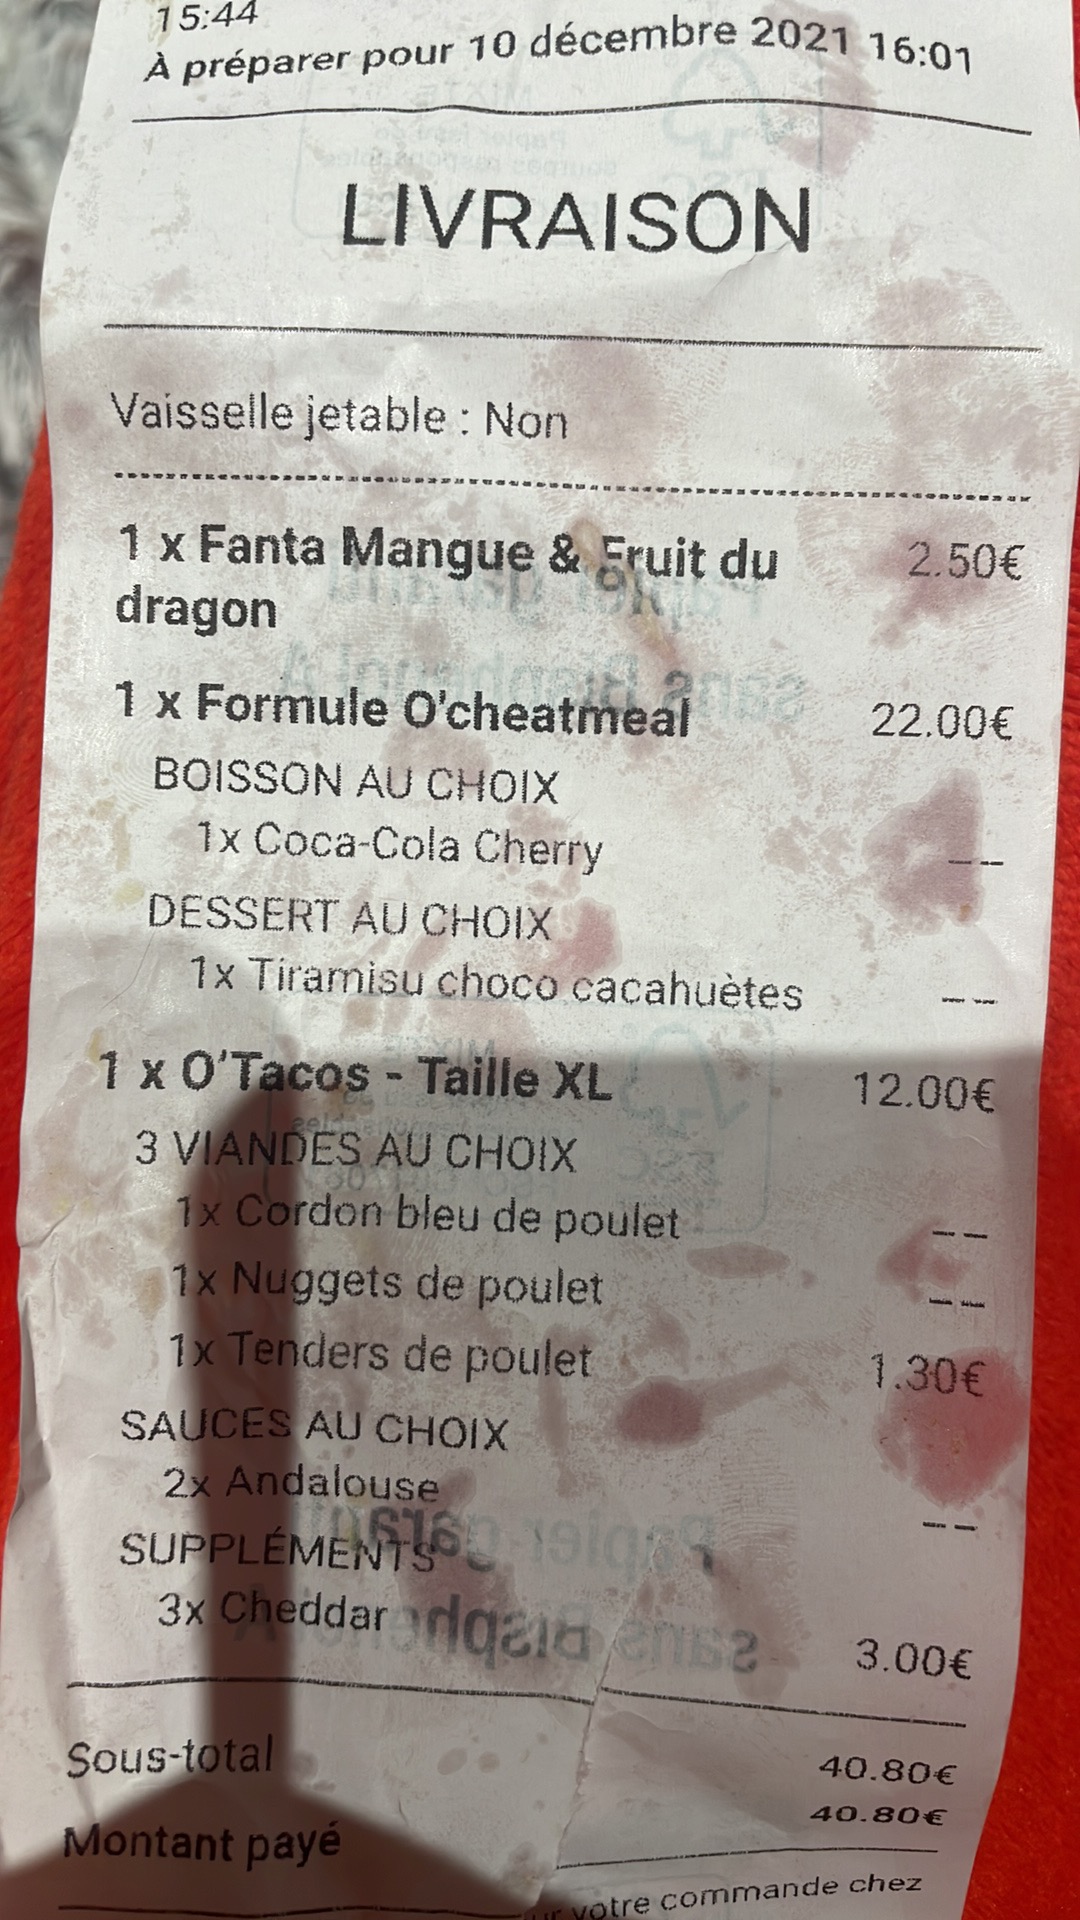 15:44
À préparer pour 10 décembre 2021 16:01
LIVRAISON
Vaisselle jetable : Non
1 x Fanta Mangue & Fruit du 2.50€
dragon
1 x Formule O'cheatmeal 22.00€
BOISSON AU CHOIX
1x Coca-Cola Cherry --
DESSERT AU CHOIX
1x Tiramisu choco cacahuètes --
1 x O'Tacos - Taille XL 12.00€
3 VIANDES AU CHOIX
1x Cordon bleu de poulet --
1x Nuggets de poulet --
1x Tenders de poulet 1.30€
SAUCES AU CHOIX
2x Andalouse --
SUPPLÉMENTS
3x Cheddar 3.00€
Sous-total 40.80€
Montant payé 40.80€
votre commande chez
Papier garanti
sans Bisphenol A